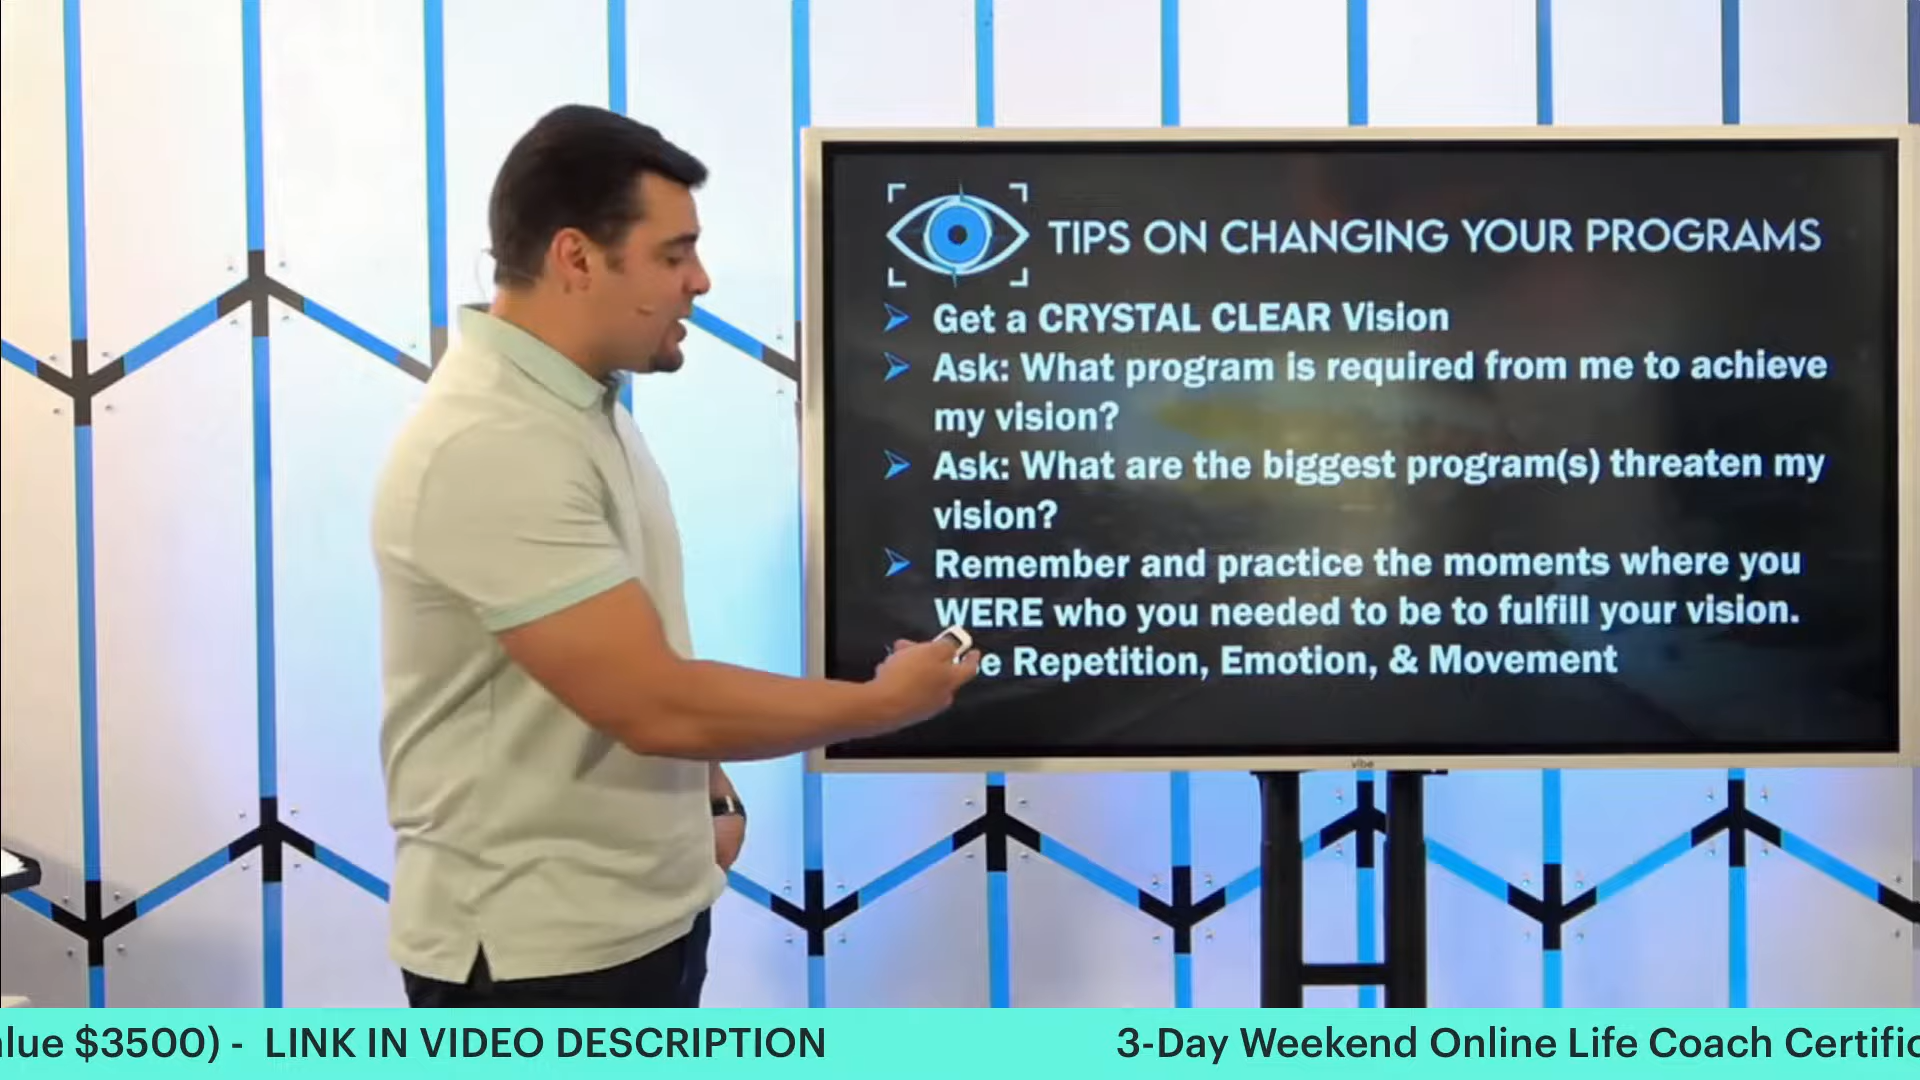 TIPS ON CHANGING YOUR PROGRAMS
Get a CRYSTAL CLEAR Vision
Ask: What program is required from me to achieve
my vision?
Ask: What are the biggest program(s) threaten my
vision?
Remember and practice the moments where you
WERE who you needed to be to fulfill your vision.
Repetition, Emotion, & Movement
vibe
$3500) - LINK IN VIDEO DESCRIPTION
3-Day Weekend Online Life Coach